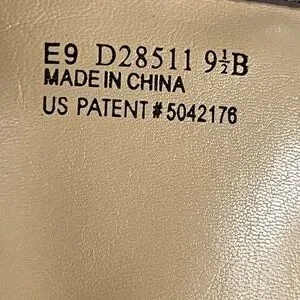 E9 D28511 9½B
MADE IN CHINA
US PATENT # 5042176